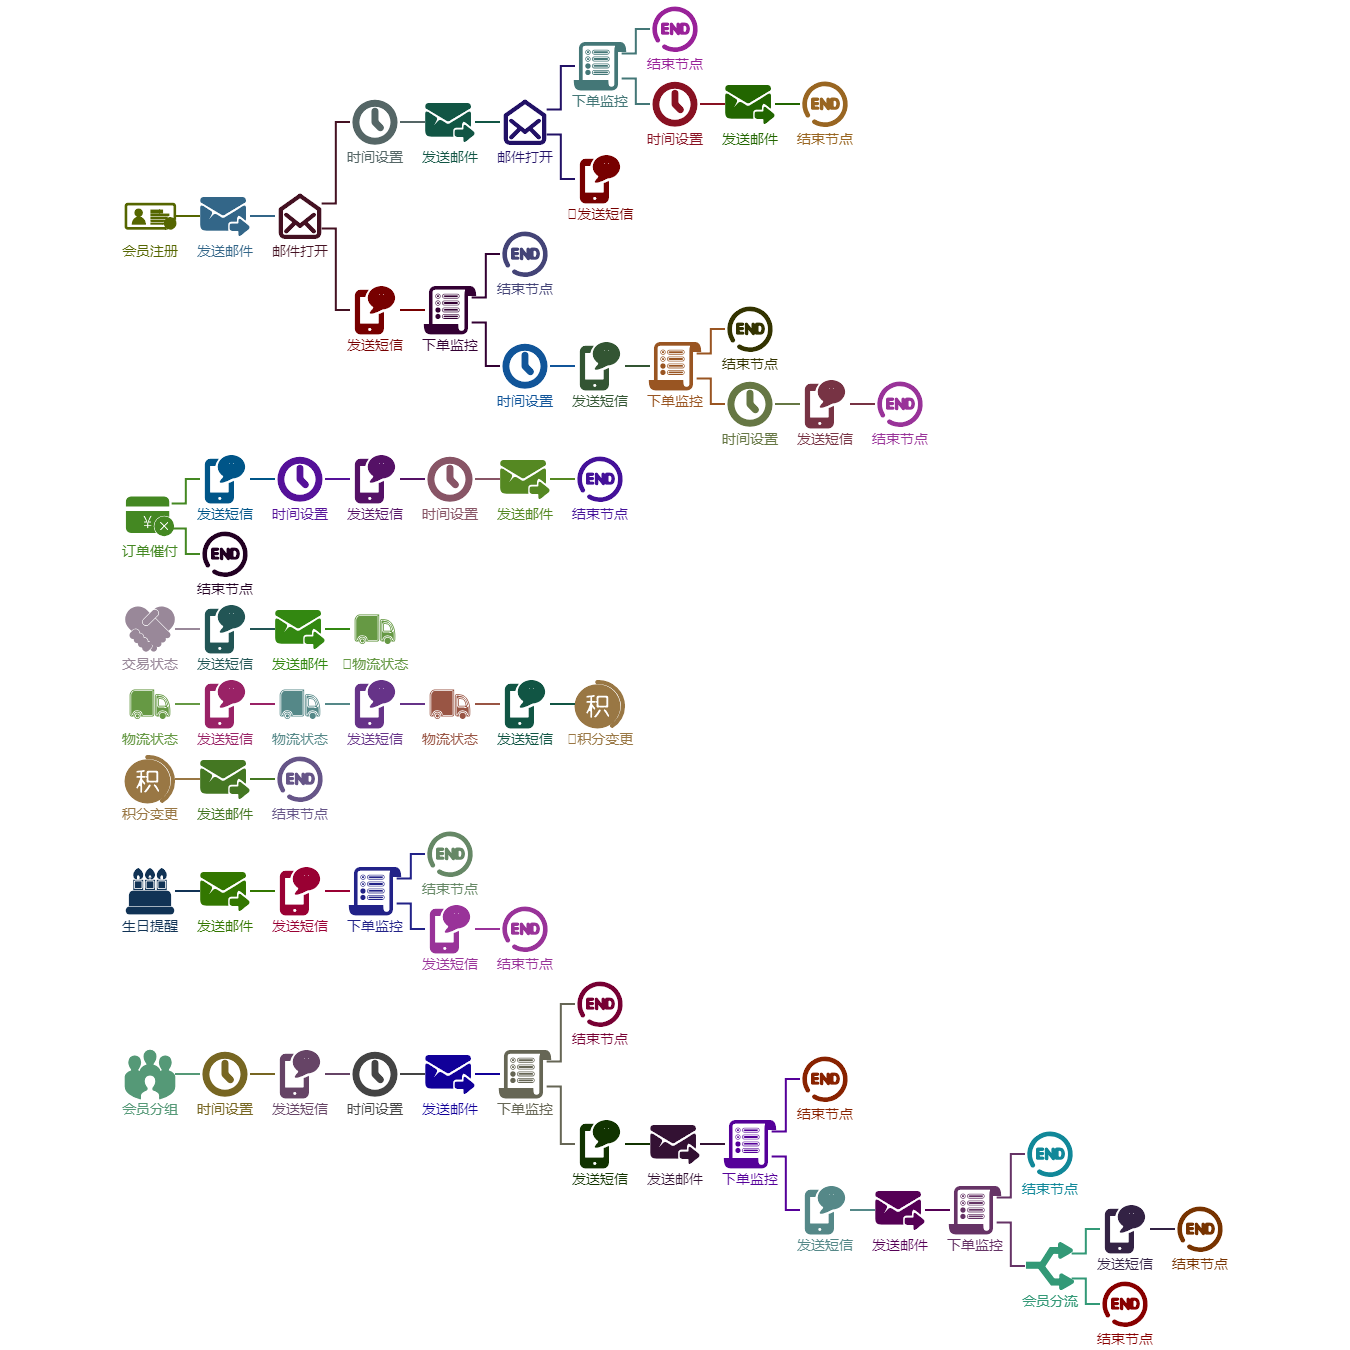 END
结束节点
下单监控
END
时间设置 发送邮件 结束节点
时间设置 发送邮件 邮件打开
发送短信
会员注册 发送邮件 邮件打开
END
结束节点
发送短信 下单监控
END
结束节点
时间设置 发送短信 下单监控
END
时间设置 发送短信 结束节点
END
发送短信 时间设置 发送短信 时间设置 发送邮件 结束节点
¥
订单催付
END
结束节点
交易状态 发送短信 发送邮件 物流状态
积
物流状态 发送短信 物流状态 发送短信 物流状态 发送短信 积分变更
积 END
积分变更 发送邮件 结束节点
END
结束节点
生日提醒 发送邮件 发送短信 下单监控
END
发送短信 结束节点
END
结束节点
会员分组 时间设置 发送短信 时间设置 发送邮件 下单监控
END
结束节点
发送短信 发送邮件 下单监控
END
结束节点
发送短信 发送邮件 下单监控
END
发送短信 结束节点
会员分流
END
结束节点